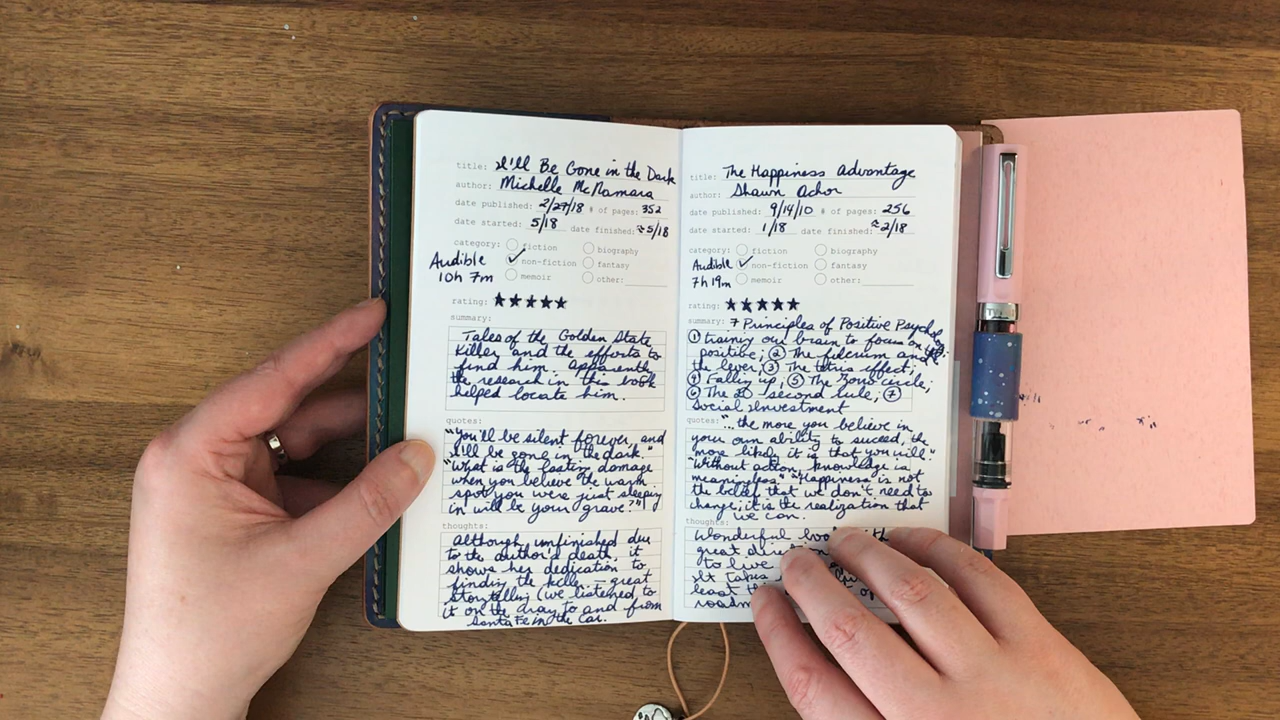 title: I'll Be Gone in the Dark
author: Michelle McNamara
date published: 2/27/18 # of pages: 352
date started: 5/18 date finished: ≈5/18
category: fiction biography
Audible non-fiction fantasy
10h 7m memoir other:
rating: ★★★★★
summary:
Tales of the Golden State
Killer and the efforts to
find him. Apparently
the research in this book
helped locate him.
quotes:
"You'll be silent forever, and
I'll be gone in the dark."
"What is the lasting damage
when you believe the warm
spot you were just sleeping
in will be your grave?"
thoughts:
Although unfinished due
to the author's death, it
shows her dedication to
finding the killer - great
storytelling (we listened to
it on the way to and from
Santa Fe in the car.
title: The Happiness Advantage
author: Shawn Achor
date published: 9/14/10 # of pages: 256
date started: 1/18 date finished: ≈2/18
category: fiction biography
Audible non-fiction fantasy
7h 19m memoir other:
rating: ★★★★★
summary: 7 Principles of Positive Psychology:
① training our brain to focus on the
positive; ② The fulcrum and
the lever; ③ The tetris effect;
④ Falling up; ⑤ The Zorro circle;
⑥ The 20 second rule; ⑦
Social Investment
quotes: "...the more you believe in
your own ability to suceed, the
more likely it is that you will."
"Without action, knowledge is
meaningless." "Happiness is not
the belief that we don't need to
change; it is the realization that
we can.
thoughts:
Wonderful
great
to live
It takes
least